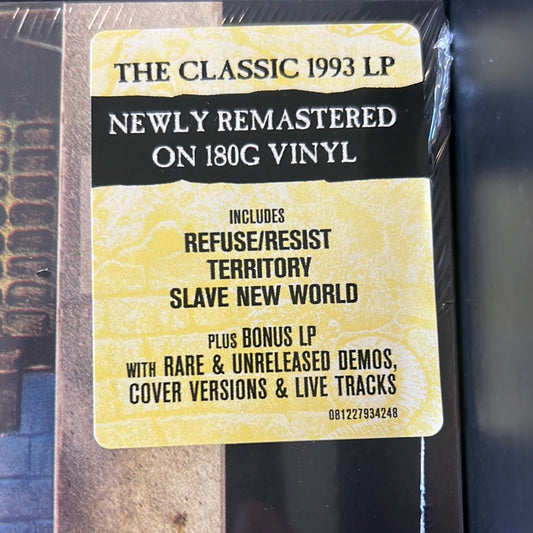 THE CLASSIC 1993 LP
NEWLY REMASTERED
ON 180G VINYL
INCLUDES
REFUSE/RESIST
TERRITORY
SLAVE NEW WORLD
PLUS BONUS LP
WITH RARE & UNRELEASED DEMOS,
COVER VERSIONS & LIVE TRACKS
081227934248